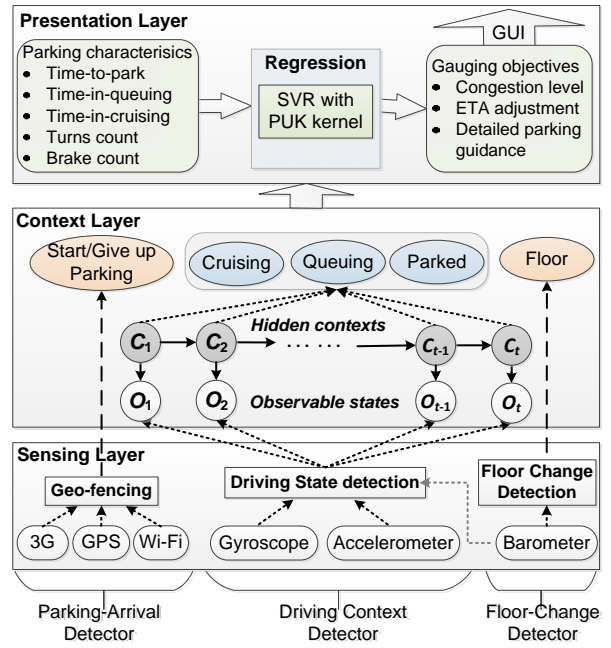 Presentation Layer
GUI
Parking characterisics
• Time-to-park
• Time-in-queuing
• Time-in-cruising
• Turns count
• Brake count
Regression
SVR with
PUK kernel
Gauging objectives
• Congestion level
• ETA adjustment
• Detailed parking
guidance
Context Layer
Start/Give up
Parking
Cruising
Queuing
Parked
Floor
Hidden contexts
C1
C2
... ...
Ct-1
Ct
O1
O2
Observable states
Ot-1
Ot
Sensing Layer
Geo-fencing
Driving State detection
Floor Change
Detection
3G
GPS
Wi-Fi
Gyroscope
Accelerometer
Barometer
Parking-Arrival
Detector
Driving Context
Detector
Floor-Change
Detector